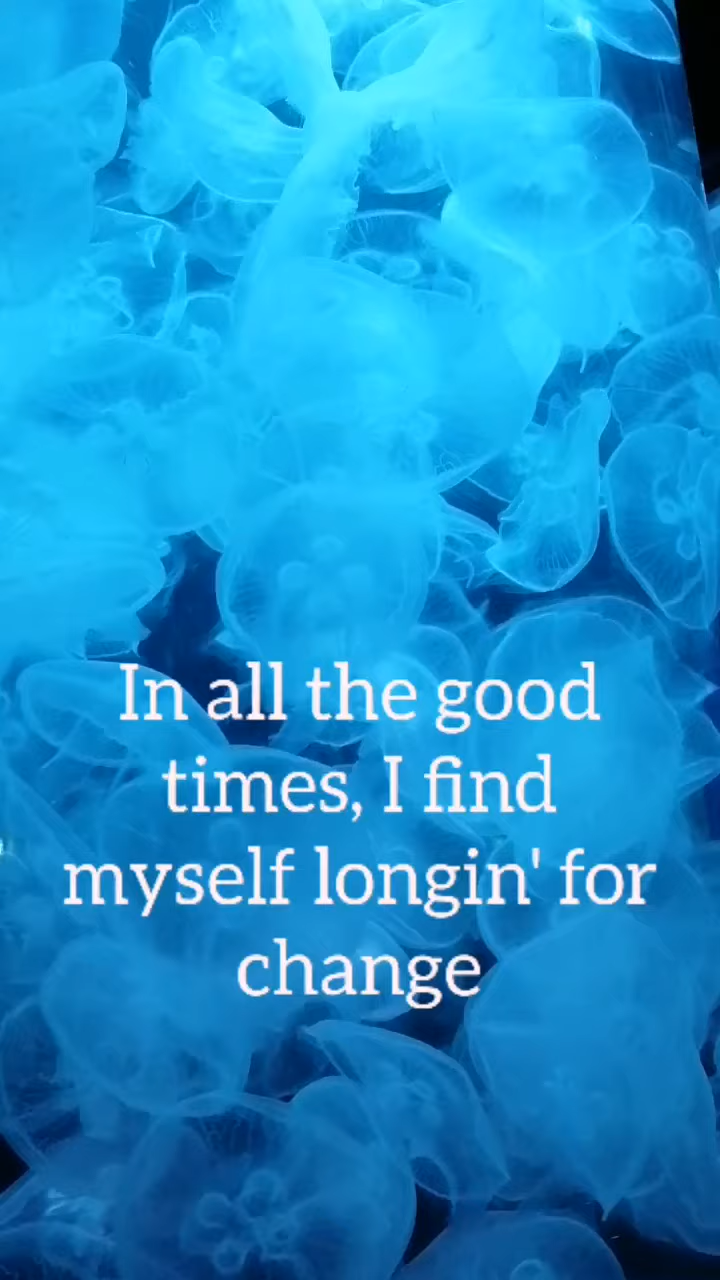 In all the good
times, I find
myself longin' for
change